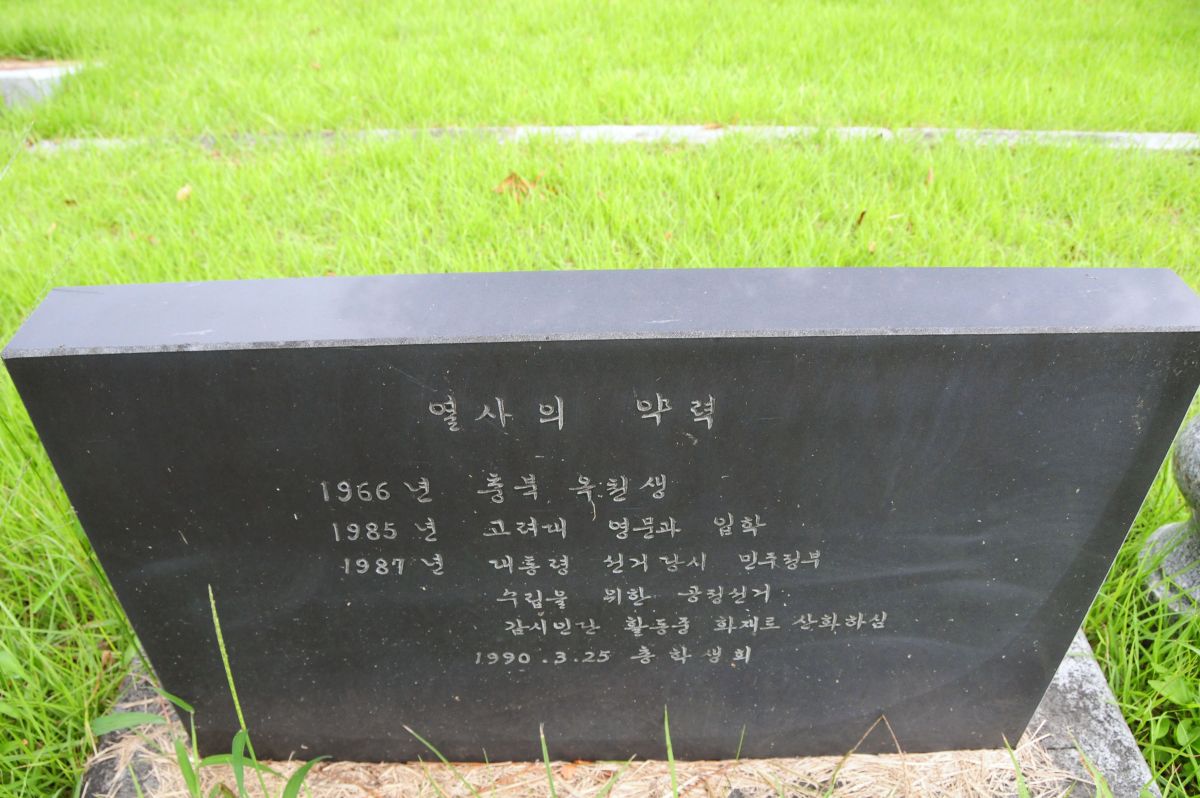 열사의 약력
1966년 충북 옥천생
1985년 고려대 영문과 입학
1987년 대통령 선거당시 민주정부
수립을 위한 공정선거
감시민단 활동중 화재로 산화하심
1990.3.25 총학생회